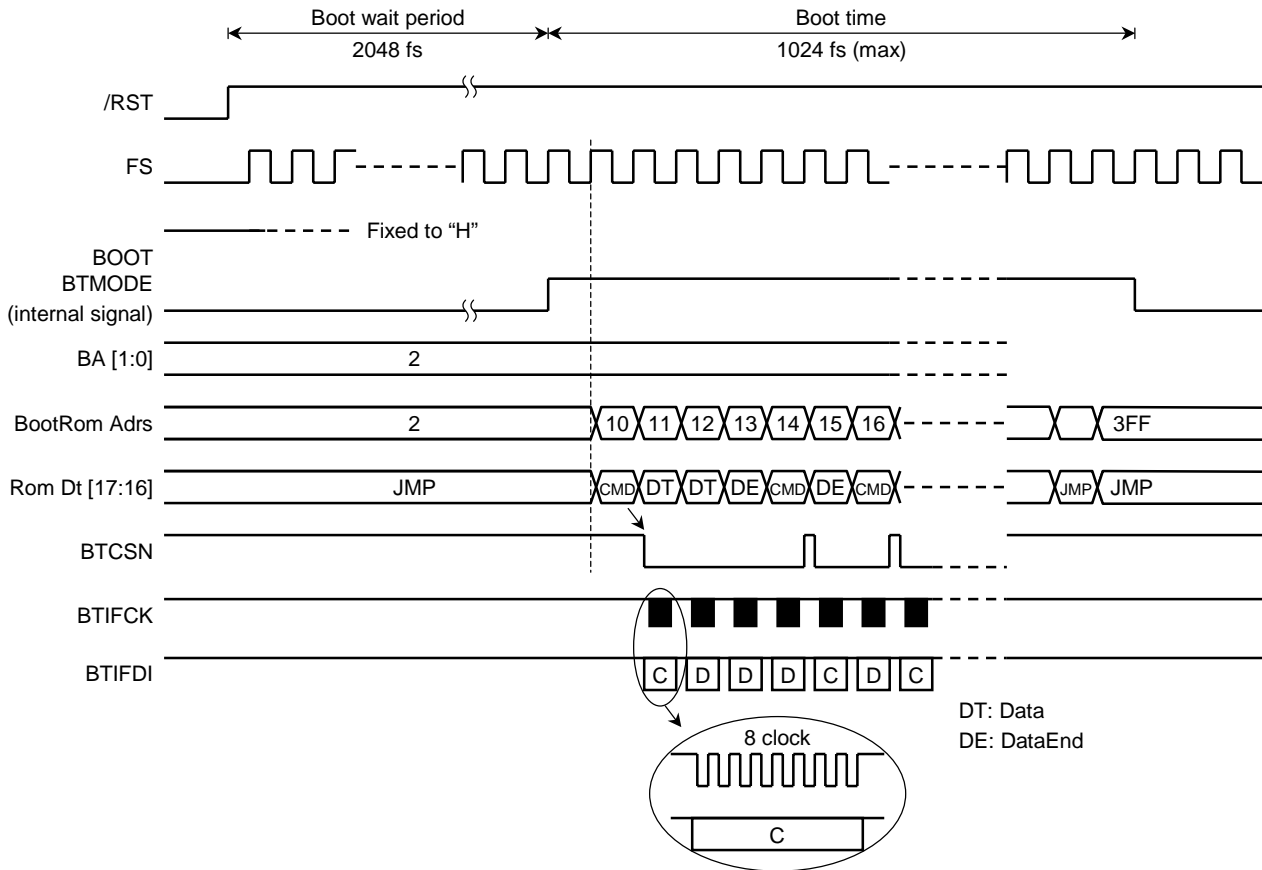 Boot wait period Boot time
2048 fs 1024 fs (max)
/RST
FS
Fixed to “H”
BOOT
BTMODE
(internal signal)
BA [1:0] 2
BootRom Adrs 2 10 11 12 13 14 15 16 3FF
Rom Dt [17:16] JMP CMD DT DT DE CMD DE CMD JMP JMP
BTCSN
BTIFCK
BTIFDI C D D D C D C
DT: Data
DE: DataEnd
8 clock
C